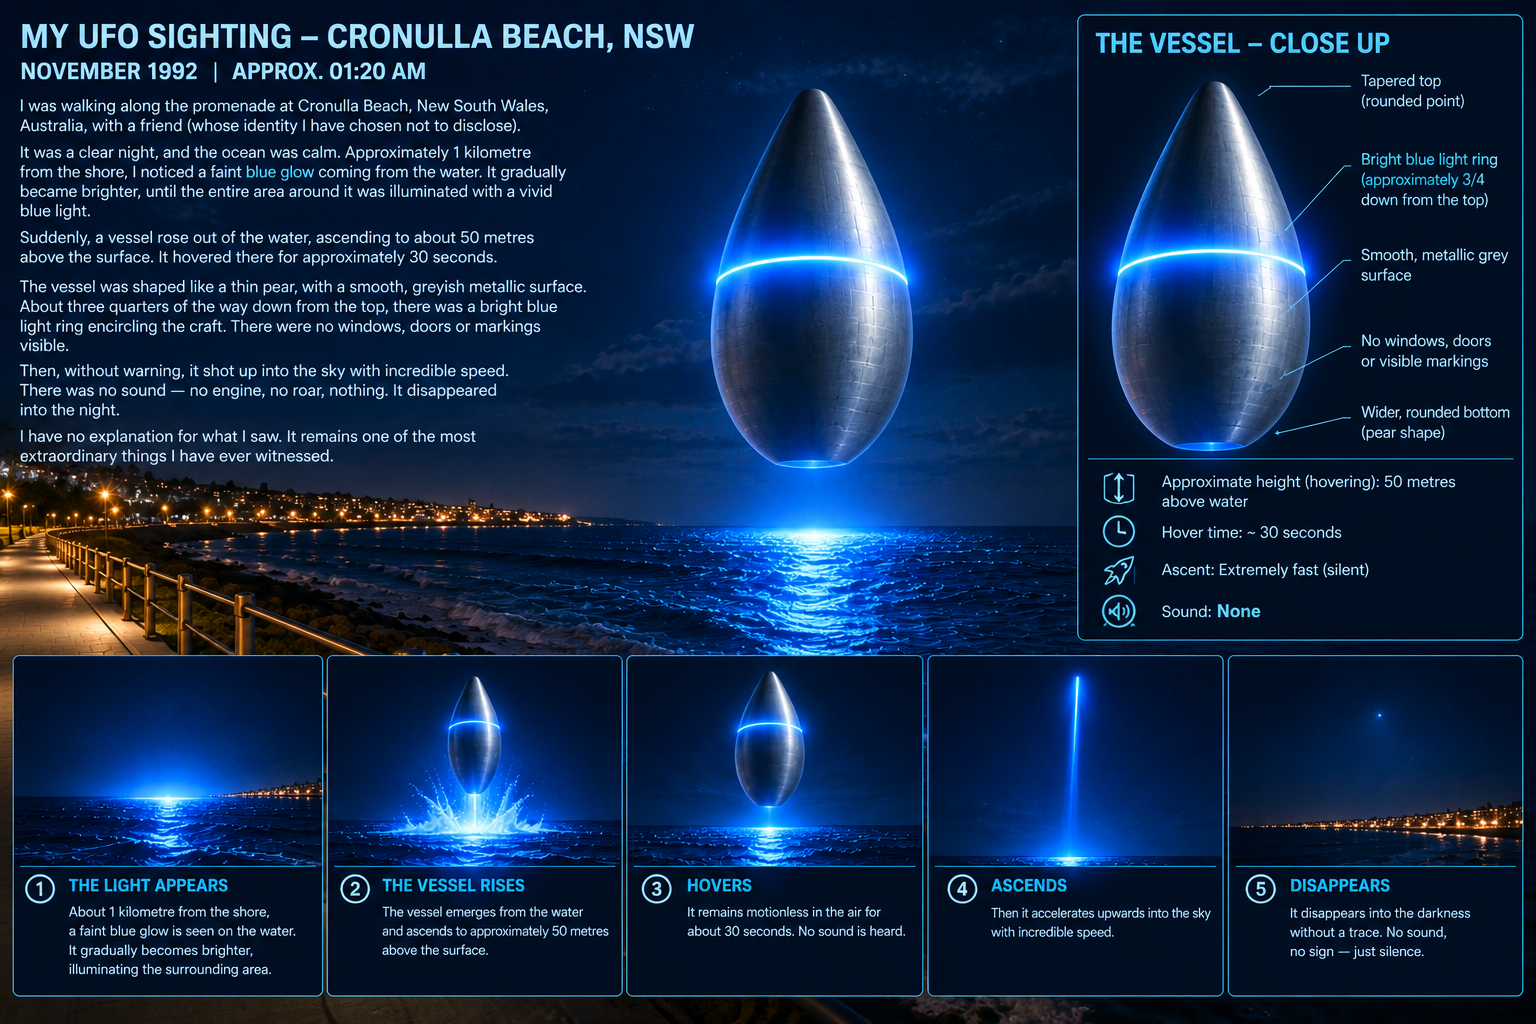 MY UFO SIGHTING – CRONULLA BEACH, NSW
NOVEMBER 1992 | APPROX. 01:20 AM
I was walking along the promenade at Cronulla Beach, New South Wales,
Australia, with a friend (whose identity I have chosen not to disclose).
It was a clear night, and the ocean was calm. Approximately 1 kilometre
from the shore, I noticed a faint blue glow coming from the water. It gradually
became brighter, until the entire area around it was illuminated with a vivid
blue light.
Suddenly, a vessel rose out of the water, ascending to about 50 metres
above the surface. It hovered there for approximately 30 seconds.
The vessel was shaped like a thin pear, with a smooth, greyish metallic surface.
About three quarters of the way down from the top, there was a bright blue
light ring encircling the craft. There were no windows, doors or markings
visible.
Then, without warning, it shot up into the sky with incredible speed.
There was no sound — no engine, no roar, nothing. It disappeared
into the night.
I have no explanation for what I saw. It remains one of the most
extraordinary things I have ever witnessed.
THE VESSEL – CLOSE UP
Tapered top
(rounded point)
Bright blue light ring
(approximately 3/4
down from the top)
Smooth, metallic grey
surface
No windows, doors
or visible markings
Wider, rounded bottom
(pear shape)
Approximate height (hovering): 50 metres
above water
Hover time: ~ 30 seconds
Ascent: Extremely fast (silent)
Sound: None
1 THE LIGHT APPEARS
About 1 kilometre from the shore,
a faint blue glow is seen on the water.
It gradually becomes brighter,
illuminating the surrounding area.
2 THE VESSEL RISES
The vessel emerges from the water
and ascends to approximately 50 metres
above the surface.
3 HOVERS
It remains motionless in the air for
about 30 seconds. No sound is heard.
4 ASCENDS
Then it accelerates upwards into the sky
with incredible speed.
5 DISAPPEARS
It disappears into the darkness
without a trace. No sound,
no sign — just silence.